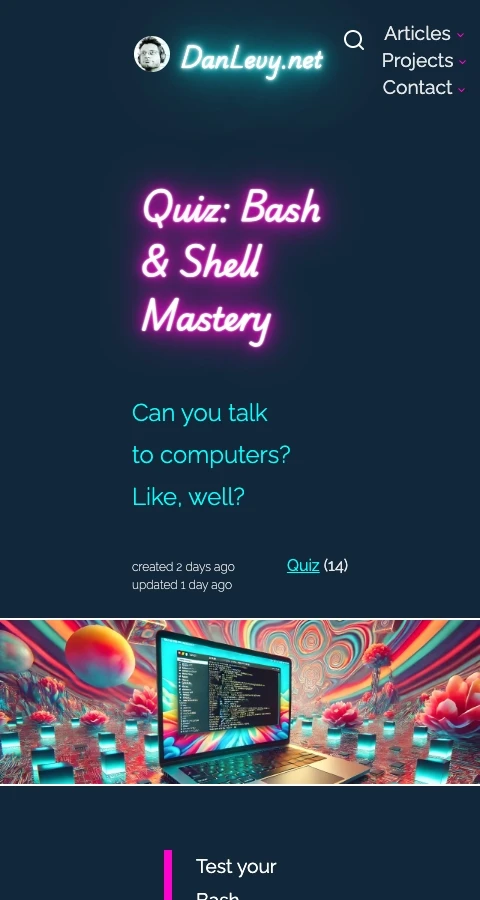 DanLevy.net
Articles
Projects
Contact
Quiz: Bash
& Shell
Mastery
Can you talk
to computers?
Like, well?
created 2 days ago
Quiz (14)
updated 1 day ago
Test your
Bash